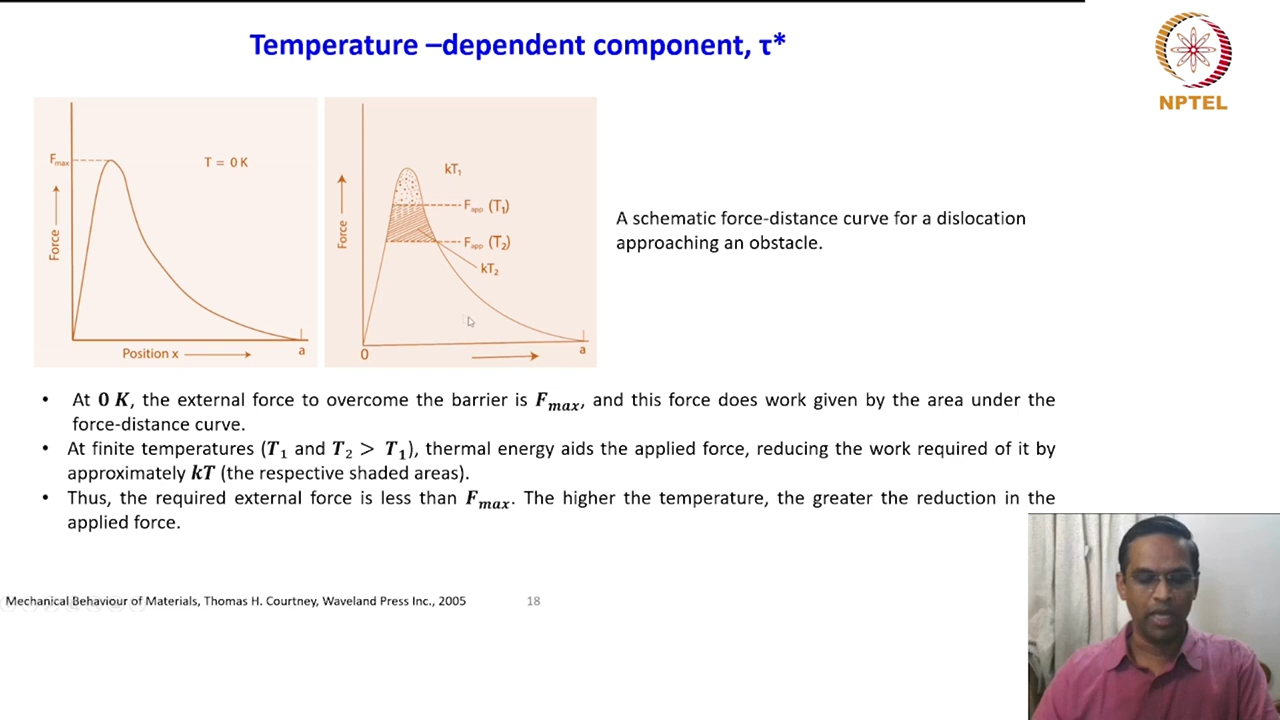 Temperature –dependent component, τ*
NPTEL
Fmax
T = 0 K
Force
Position x
a
kT₁
Fapp (T₁)
Fapp (T₂)
kT₂
Force
0
a
A schematic force-distance curve for a dislocation
approaching an obstacle.
• At 0 K, the external force to overcome the barrier is Fmax, and this force does work given by the area under the
force-distance curve.
• At finite temperatures (T₁ and T₂ > T₁), thermal energy aids the applied force, reducing the work required of it by
approximately kT (the respective shaded areas).
• Thus, the required external force is less than Fmax. The higher the temperature, the greater the reduction in the
applied force.
Mechanical Behaviour of Materials, Thomas H. Courtney, Waveland Press Inc., 2005
18